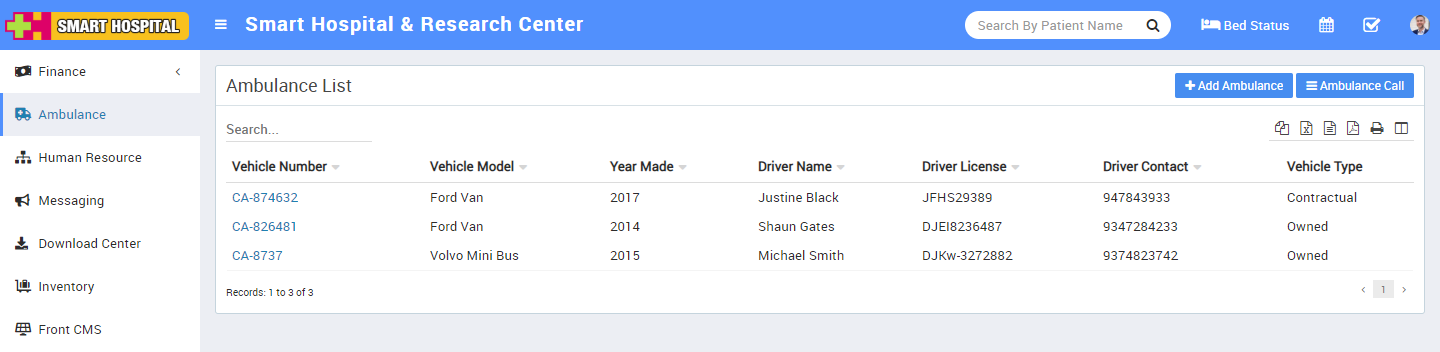 SMART HOSPITAL
Smart Hospital & Research Center
Search By Patient Name
Bed Status
Finance
Ambulance
Human Resource
Messaging
Download Center
Inventory
Front CMS
Ambulance List
Add Ambulance
Ambulance Call
Search...
Vehicle Number Vehicle Model Year Made Driver Name Driver License Driver Contact Vehicle Type
CA-874632 Ford Van 2017 Justine Black JFHS29389 947843933 Contractual
CA-826481 Ford Van 2014 Shaun Gates DJEI8236487 9347284233 Owned
CA-8737 Volvo Mini Bus 2015 Michael Smith DJKw-3272882 9374823742 Owned
Records: 1 to 3 of 3
1